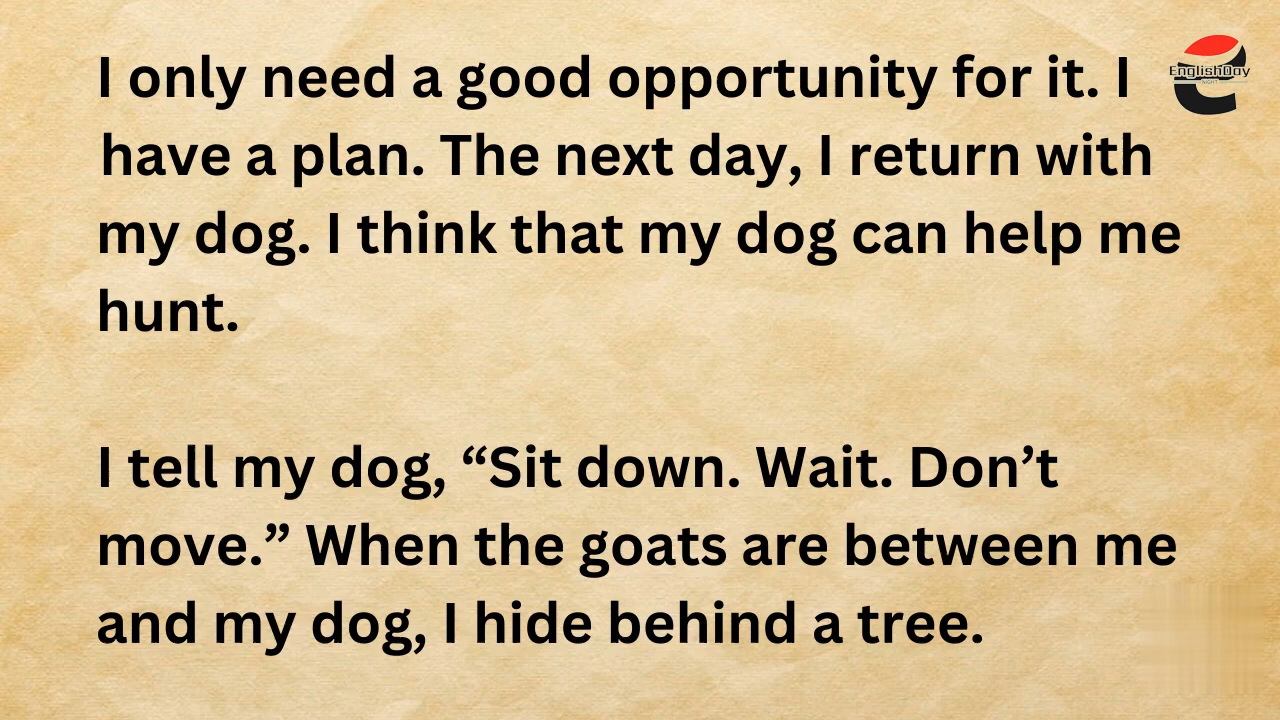 I only need a good opportunity for it. I
have a plan. The next day, I return with
my dog. I think that my dog can help me
hunt.
I tell my dog, “Sit down. Wait. Don’t
move.” When the goats are between me
and my dog, I hide behind a tree.
EnglishDay